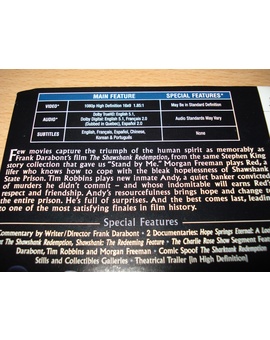 MAIN FEATURE SPECIAL FEATURES*
VIDEO* 1080p High Definition 16x9 1.85:1 May Be in Standard Definition
AUDIO* Dolby TrueHD: English 5.1, Audio Standards May Vary
Dolby Digital: English 5.1, Français 2.0
(Dubbed in Quebec), Español 2.0
SUBTITLES English, Français, Español, Chinese, None
Korean & Português
Few movies capture the triumph of the human spirit as memorably as
Frank Darabont's film The Shawshank Redemption, from the same Stephen King
story collection that gave us "Stand by Me." Morgan Freeman plays Red, a
lifer who knows how to cope with the bleak hopelessness of Shawshank
State Prison. Tim Robbins plays new inmate Andy, a quiet banker convicted
of murders he didn't commit – and whose indomitable will earns Red's
friendship. Andy's resourcefulness brings hope and change to
the entire prison. He's full of surprises. And the best comes last, leading
to one of the most satisfying finales in film history.
Special Features
Commentary by Writer/Director Frank Darabont • 2 Documentaries: Hope Springs Eternal: A Look
at The Shawshank Redemption, Shawshank: The Redeeming Feature • The Charlie Rose Show Segment Featuring
Darabont, Tim Robbins and Morgan Freeman • Comic Spoof The Sharktank Redemption
Stills and Collectibles Galleries • Theatrical Trailer [in High Definition]